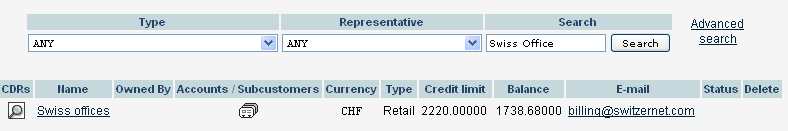 Type Representative Search
ANY ANY Swiss Office Search Advanced search
CDRs Name Owned By Accounts / Subcustomers Currency Type Credit limit Balance E-mail Status Delete
Swiss offices CHF Retail 2220.00000 1738.68000 billing@switzernet.com